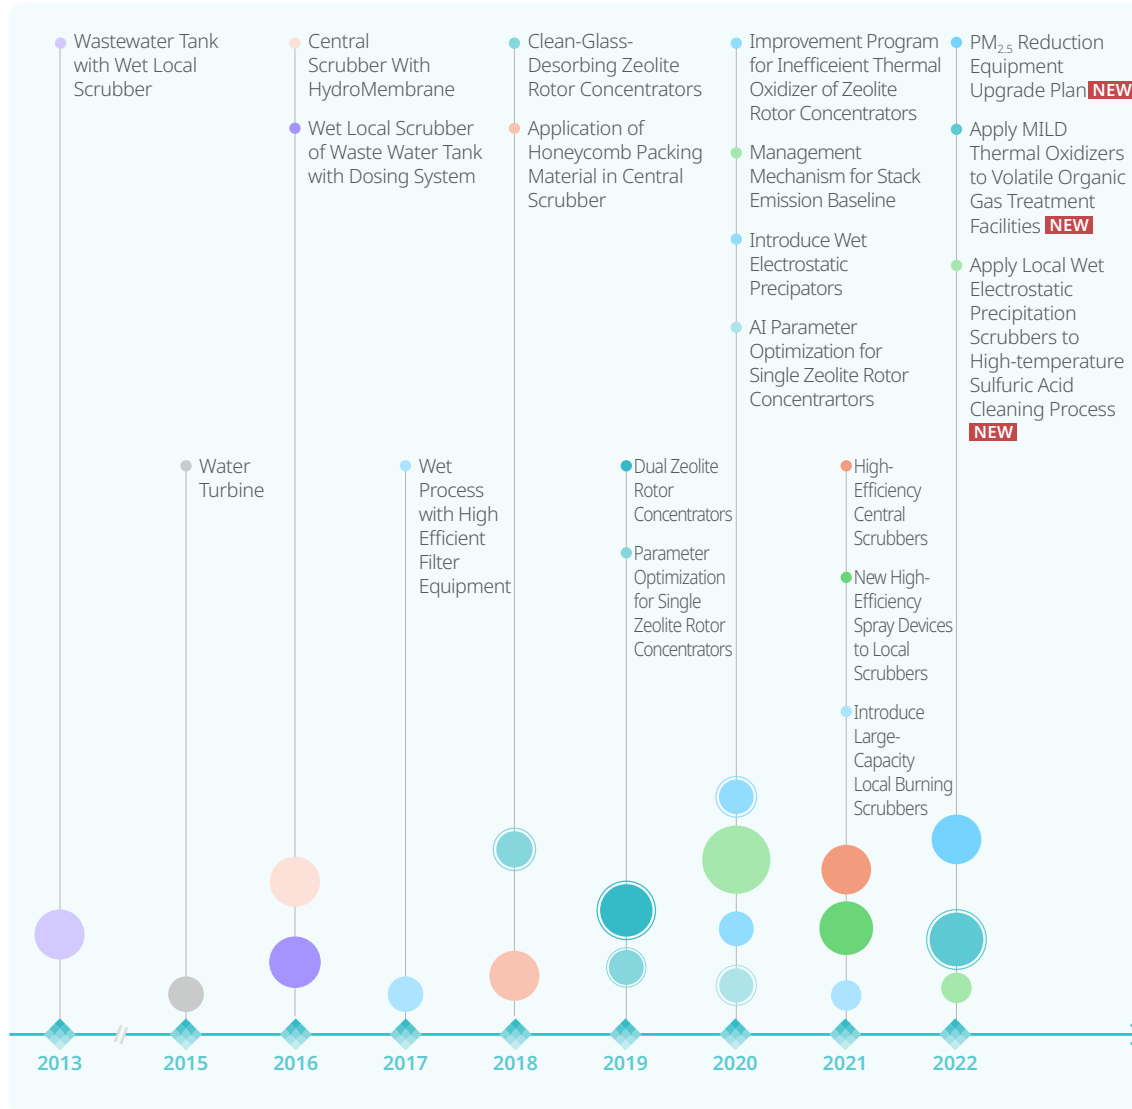 Wastewater Tank
with Wet Local
Scrubber
Central
Scrubber With
HydroMembrane
Wet Local Scrubber
of Waste Water Tank
with Dosing System
Clean-Glass-
Desorbing Zeolite
Rotor Concentrators
Application of
Honeycomb Packing
Material in Central
Scrubber
Improvement Program
for Inefficeient Thermal
Oxidizer of Zeolite
Rotor Concentrators
Management
Mechanism for Stack
Emission Baseline
Introduce Wet
Electrostatic
Precipators
AI Parameter
Optimization for
Single Zeolite Rotor
Concentrartors
PM2.5 Reduction
Equipment
Upgrade Plan NEW
Apply MILD
Thermal Oxidizers
to Volatile Organic
Gas Treatment
Facilities NEW
Apply Local Wet
Electrostatic
Precipitation
Scrubbers to
High-temperature
Sulfuric Acid
Cleaning Process
NEW
Water
Turbine
Wet
Process
with High
Efficient
Filter
Equipment
Dual Zeolite
Rotor
Concentrators
Parameter
Optimization
for Single
Zeolite Rotor
Concentrators
High-
Efficiency
Central
Scrubbers
New High-
Efficiency
Spray Devices
to Local
Scrubbers
Introduce
Large-
Capacity
Local Burning
Scrubbers
2013 2015 2016 2017 2018 2019 2020 2021 2022